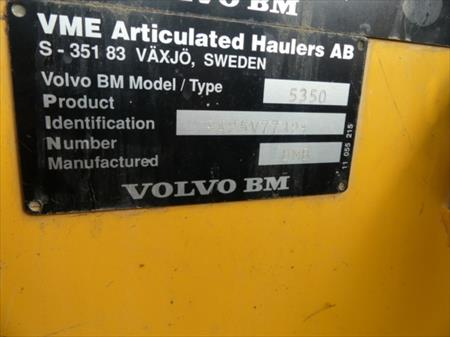 VOLVO BM
VME Articulated Haulers AB
S - 351 83 VÄXJÖ, SWEDEN
Volvo BM Model / Type 5350
Product
Identification
Number
Manufactured
VOLVO BM
11 055 215